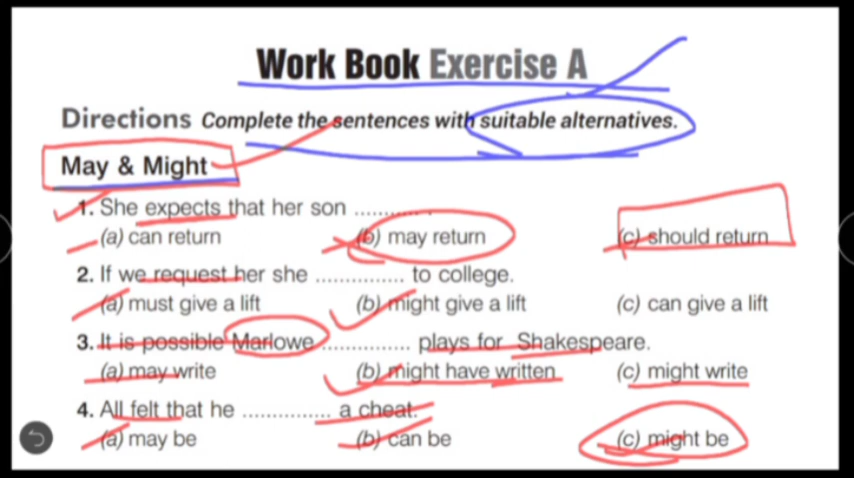 Work Book Exercise A
Directions Complete the sentences with suitable alternatives.
May & Might
1. She expects that her son ............
(a) can return (b) may return (c) should return
2. If we request her she .............. to college.
(a) must give a lift (b) might give a lift (c) can give a lift
3. It is possible Marlowe .............. plays for Shakespeare.
(a) may write (b) might have written (c) might write
4. All felt that he .............. a cheat.
(a) may be (b) can be (c) might be